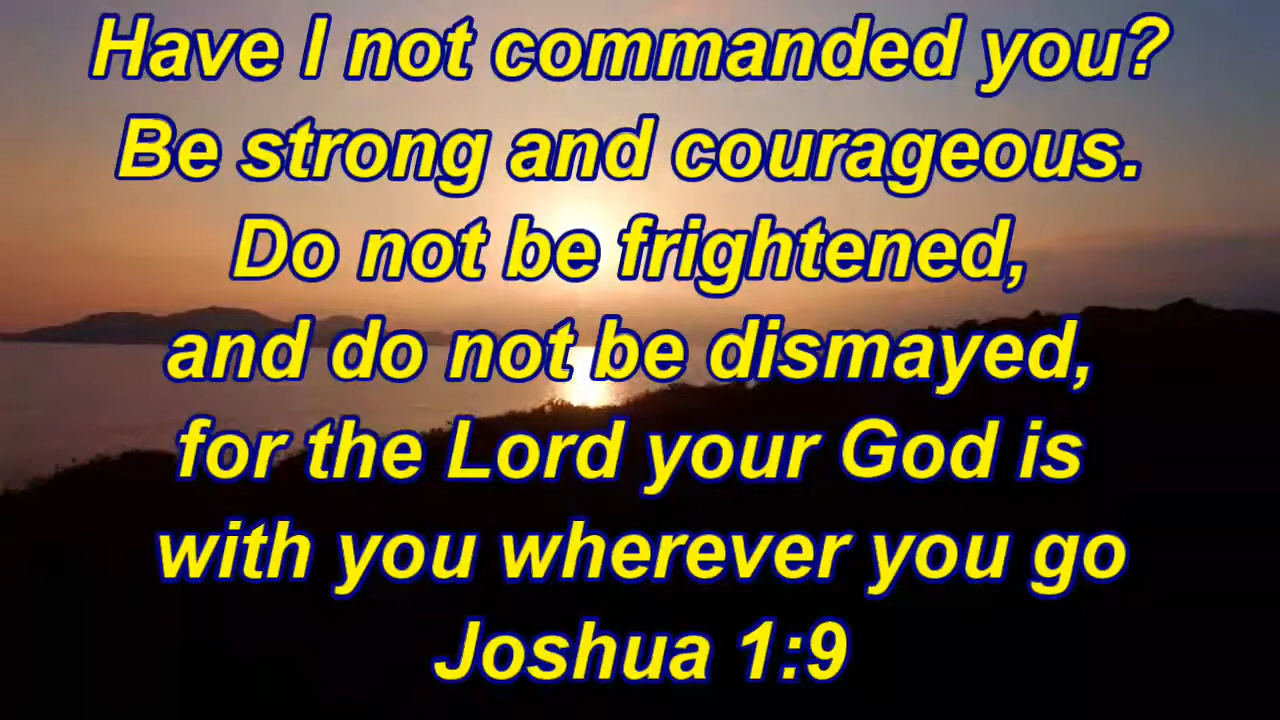 Have I not commanded you?
Be strong and courageous.
Do not be frightened,
and do not be dismayed,
for the Lord your God is
with you wherever you go
Joshua 1:9